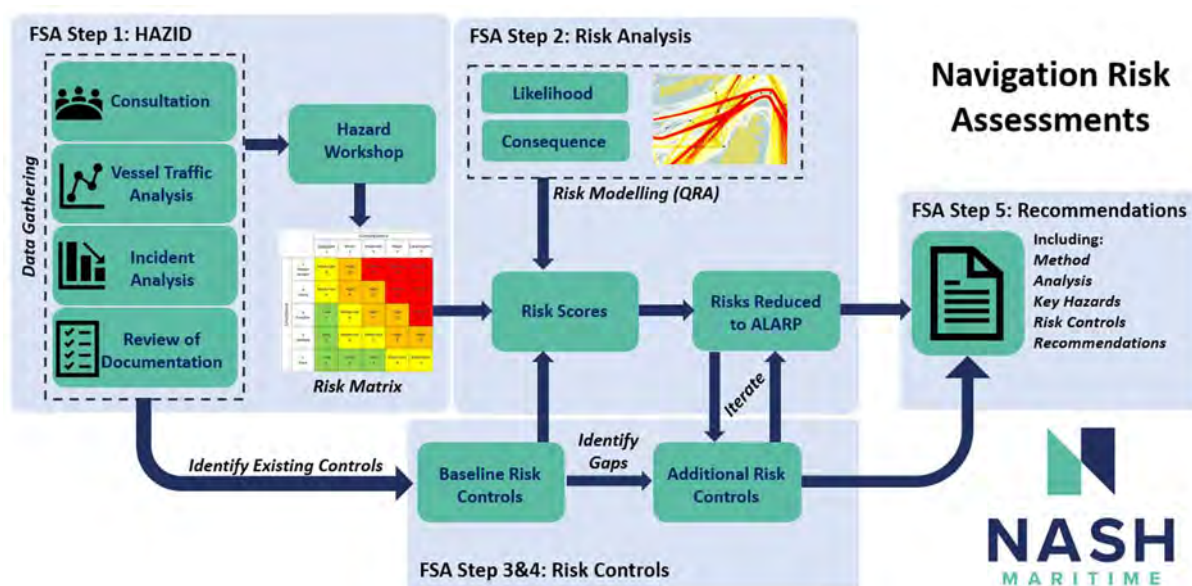 FSA Step 1: HAZID
Data Gathering
Consultation
Vessel Traffic
Analysis
Incident
Analysis
Review of
Documentation
Hazard
Workshop
Risk Matrix
FSA Step 2: Risk Analysis
Likelihood
Consequence
Risk Modelling (QRA)
Risk Scores
Risks Reduced
to ALARP
Iterate
Identify Existing Controls
Baseline Risk
Controls
Identify
Gaps
Additional Risk
Controls
FSA Step 3&4: Risk Controls
Navigation Risk
Assessments
FSA Step 5: Recommendations
Including:
Method
Analysis
Key Hazards
Risk Controls
Recommendations
NASH
MARITIME